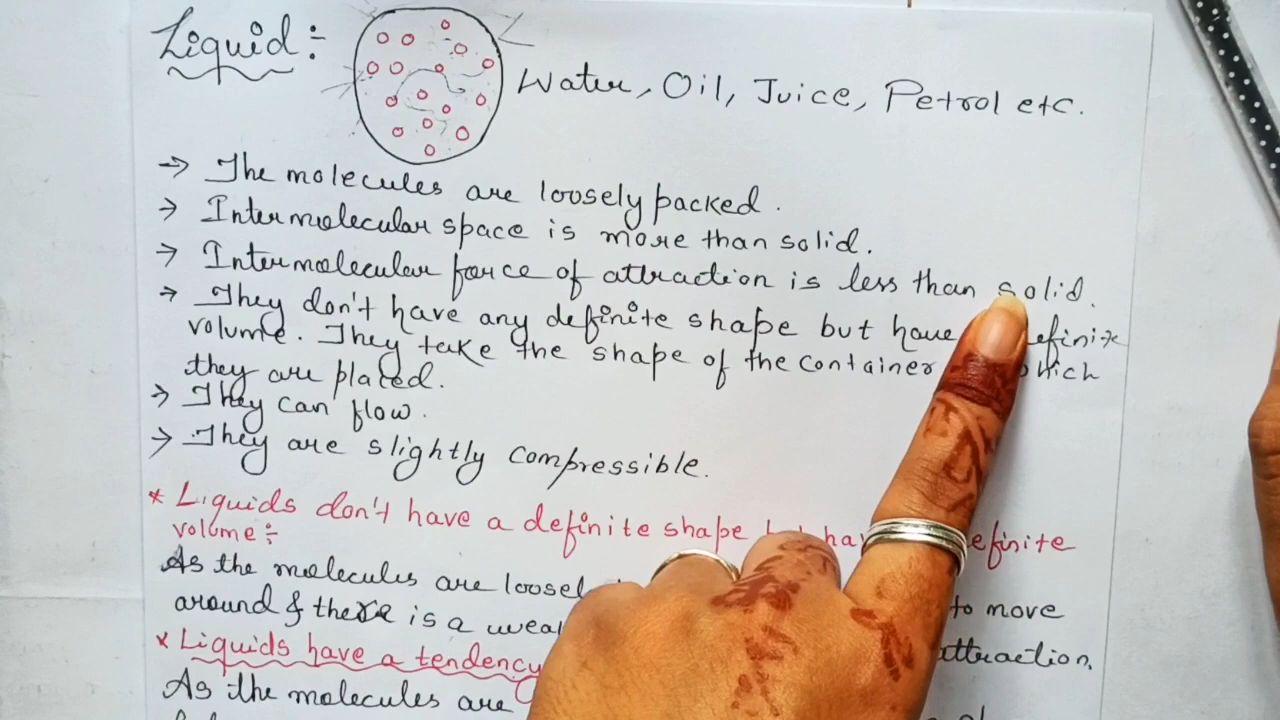 Liquid :-
Water, Oil, Juice, Petrol etc.
→ The molecules are loosely packed.
→ Intermolecular space is more than solid.
→ Intermolecular force of attraction is less than solid.
→ They don't have any definite shape but have definite
volume. They take the shape of the container which
they are placed.
→ They can flow.
→ They are slightly compressible.
* Liquids don't have a definite shape definite
volume :-
As the molecules are to move
around & there is a attraction.
* Liquids have a tendency
As the molecules are